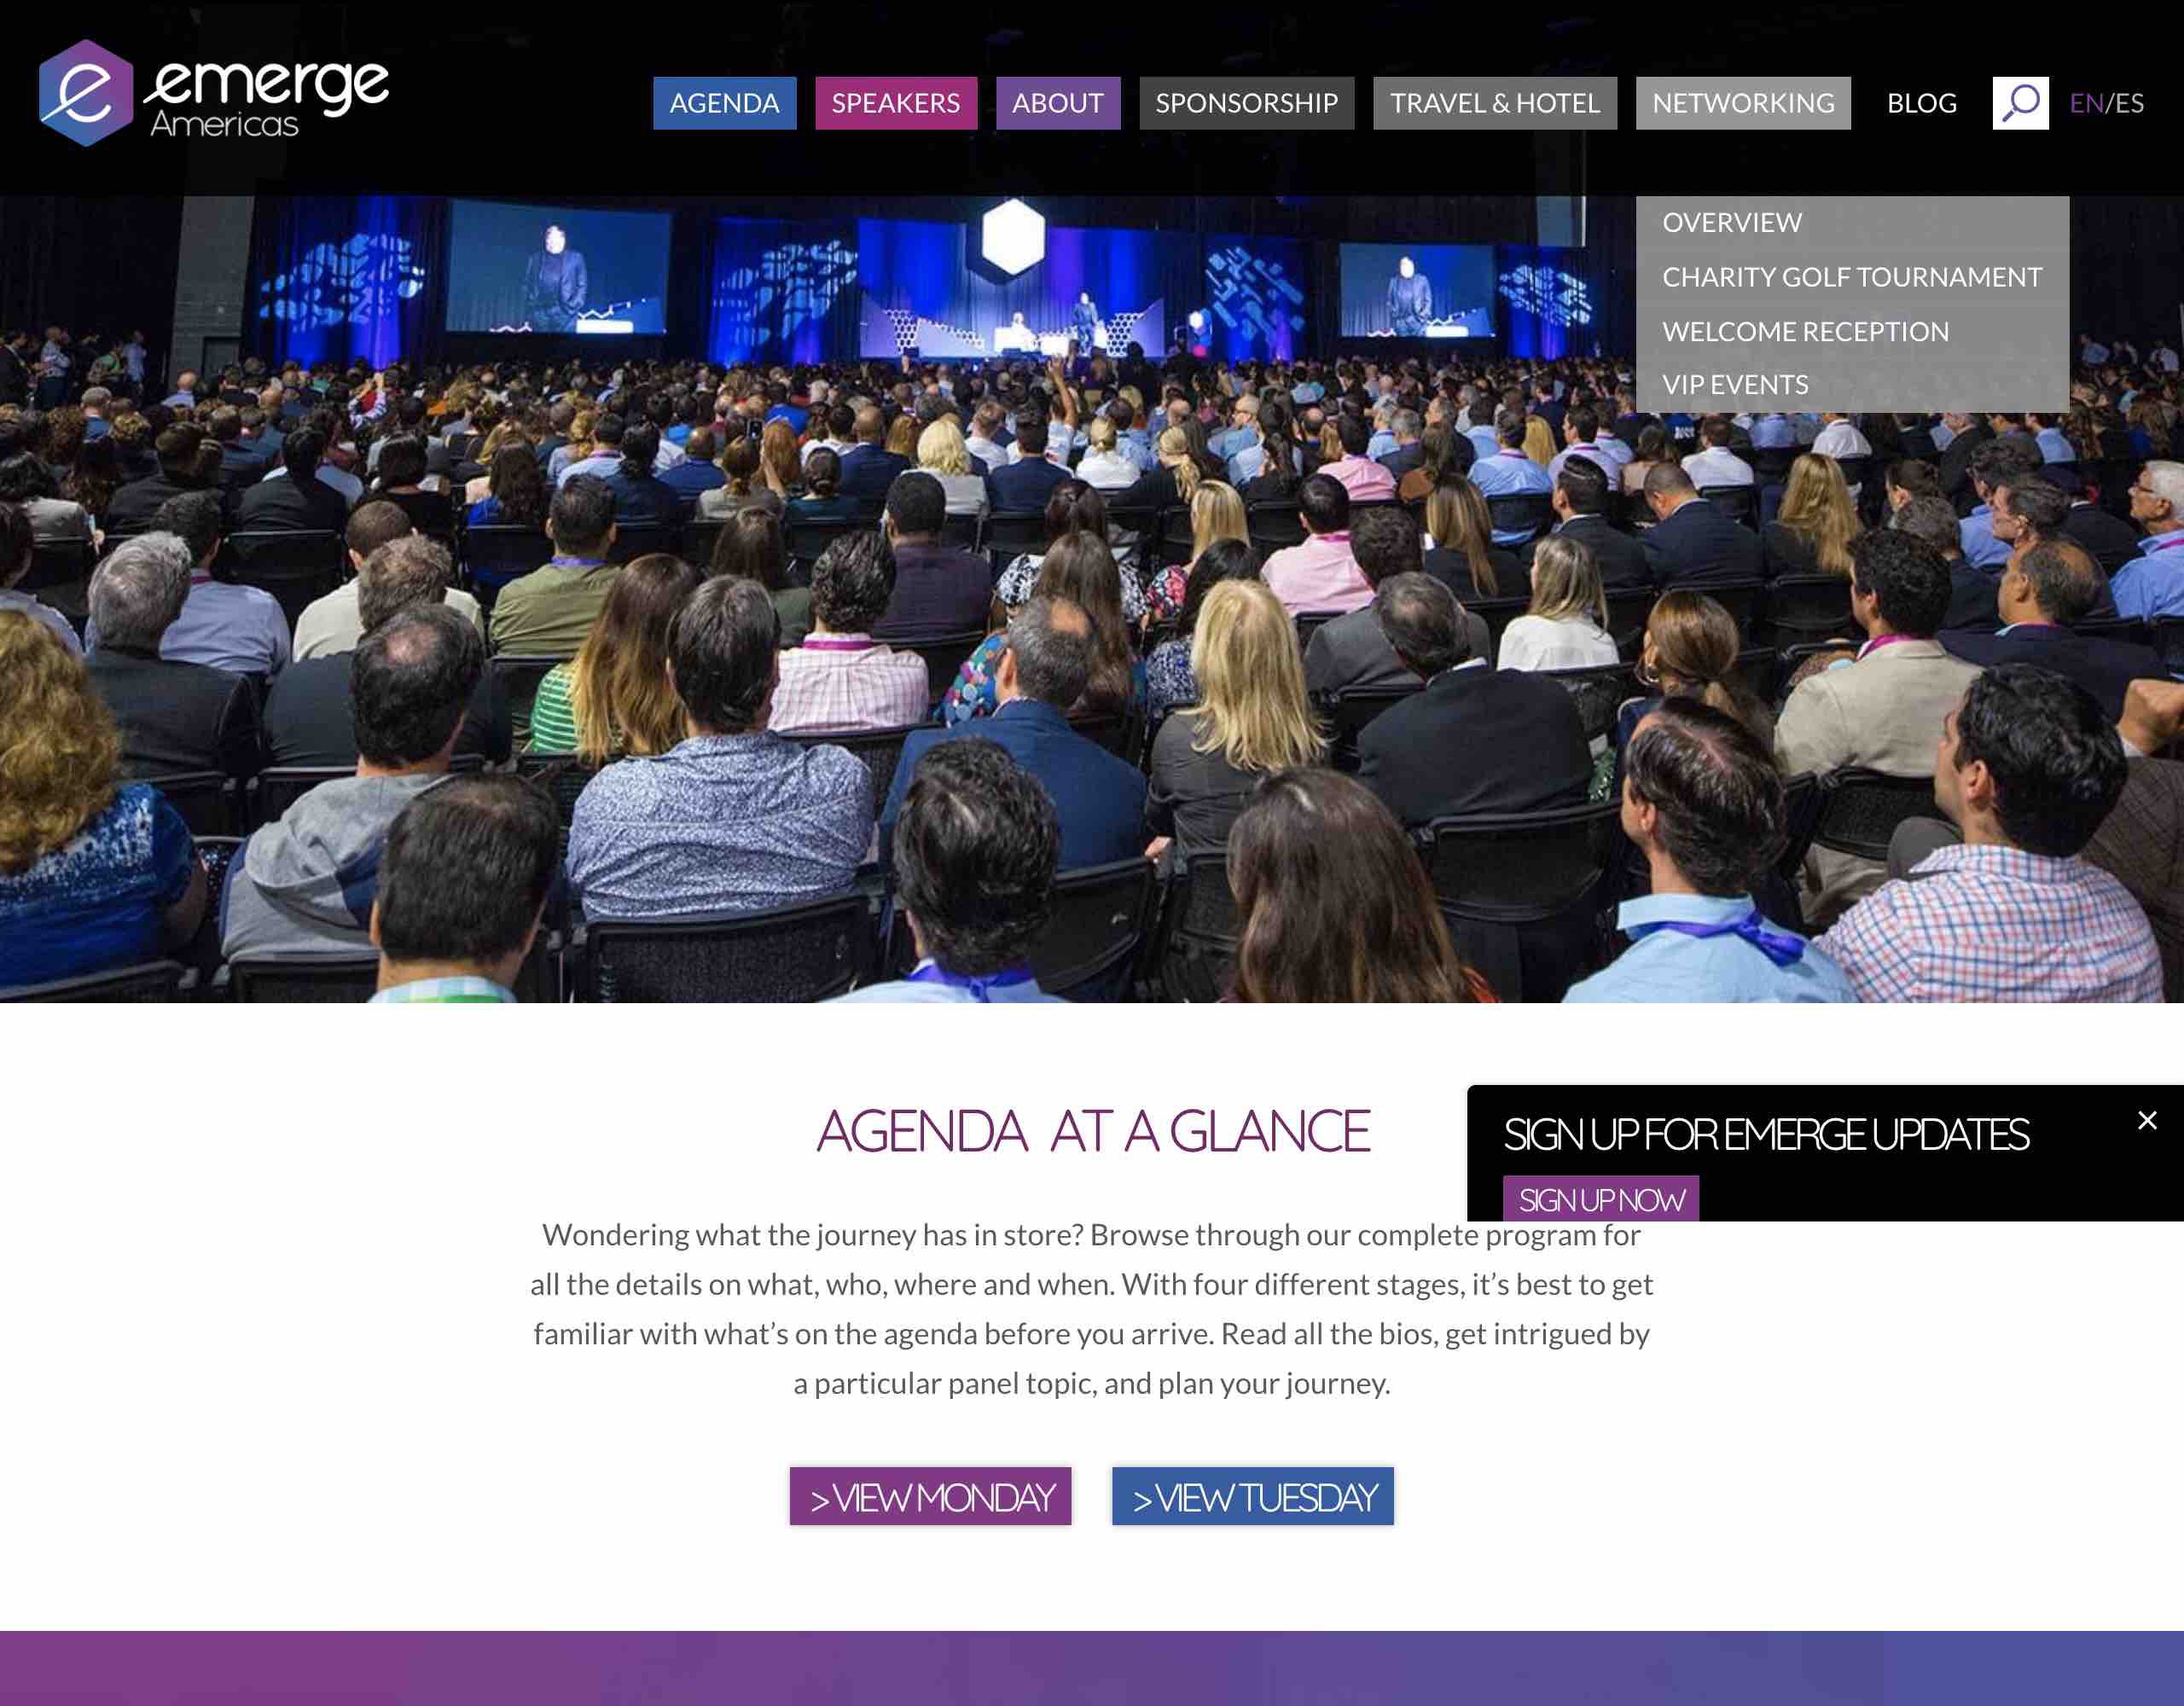 emerge
Americas
AGENDA
SPEAKERS
ABOUT
SPONSORSHIP
TRAVEL & HOTEL
NETWORKING
BLOG
EN/ES
OVERVIEW
CHARITY GOLF TOURNAMENT
WELCOME RECEPTION
VIP EVENTS
AGENDA AT A GLANCE
SIGN UP FOR EMERGE UPDATES
×
SIGN UP NOW
Wondering what the journey has in store? Browse through our complete program for
all the details on what, who, where and when. With four different stages, it’s best to get
familiar with what’s on the agenda before you arrive. Read all the bios, get intrigued by
a particular panel topic, and plan your journey.
> VIEW MONDAY
> VIEW TUESDAY